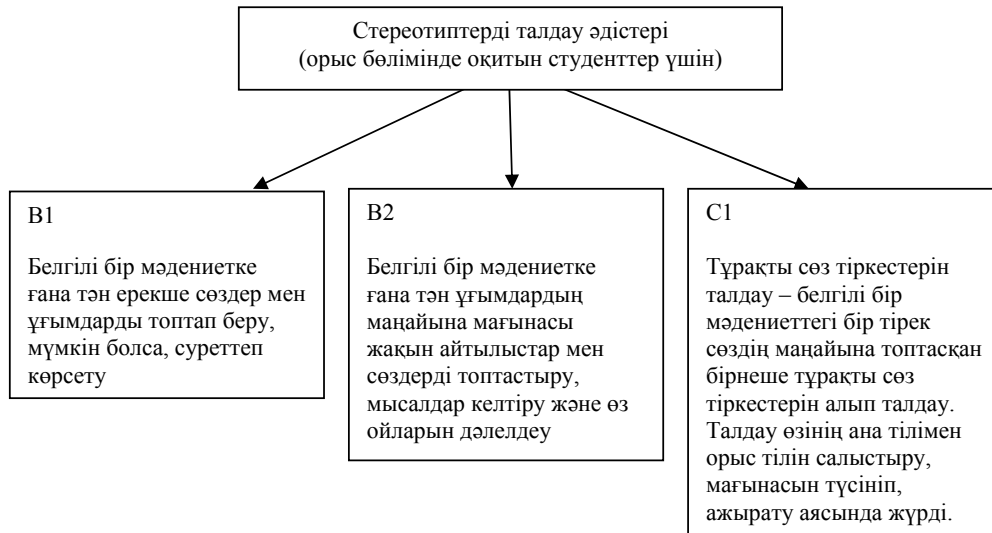 Стереотиптерді талдау әдістері
(орыс бөлімінде оқитын студенттер үшін)
В1
Белгілі бір мәдениетке
ғана тән ерекше сөздер мен
ұғымдарды топтап беру,
мүмкін болса, суреттеп
көрсету
В2
Белгілі бір мәдениетке
ғана тән ұғымдардың
маңайына мағынасы
жақын айтылыстар мен
сөздерді топтастыру,
мысалдар келтіру және өз
ойларын дәлелдеу
С1
Тұрақты сөз тіркестерін
талдау – белгілі бір
мәдениеттегі бір тірек
сөздің маңайына топтасқан
бірнеше тұрақты сөз
тіркестерін алып талдау.
Талдау өзінің ана тілімен
орыс тілін салыстыру,
мағынасын түсініп,
ажырату аясында жүрді.